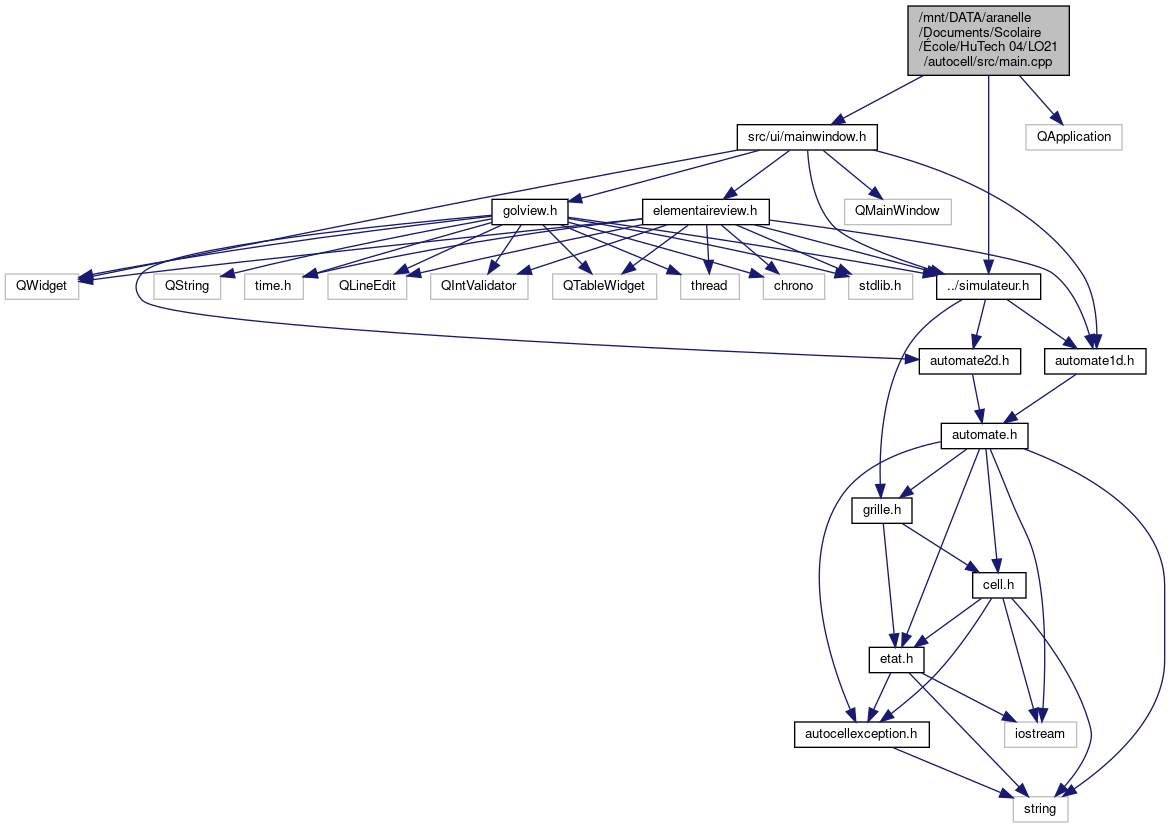 /mnt/DATA/aranelle
/Documents/Scolaire
/École/HuTech 04/LO21
/autocell/src/main.cpp
src/ui/mainwindow.h
QApplication
golview.h
elementaireview.h
QMainWindow
QWidget
QString
time.h
QLineEdit
QIntValidator
QTableWidget
thread
chrono
stdlib.h
../simulateur.h
automate2d.h
automate1d.h
automate.h
grille.h
cell.h
etat.h
autocellexception.h
iostream
string